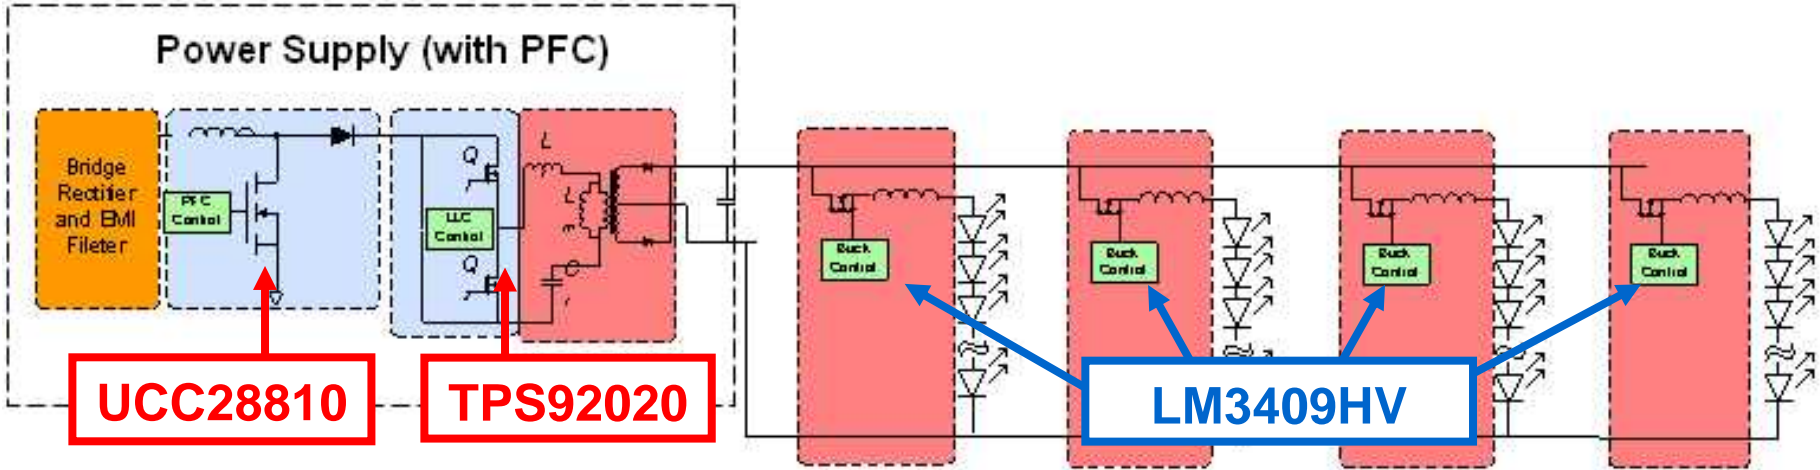 Power Supply (with PFC)
Bridge
Rectifier
and EMI
Fileter
PFC
Control
Q
LLC
Control
Q
L
L
C
Buck
Control
Buck
Control
Buck
Control
Buck
Control
UCC28810
TPS92020
LM3409HV